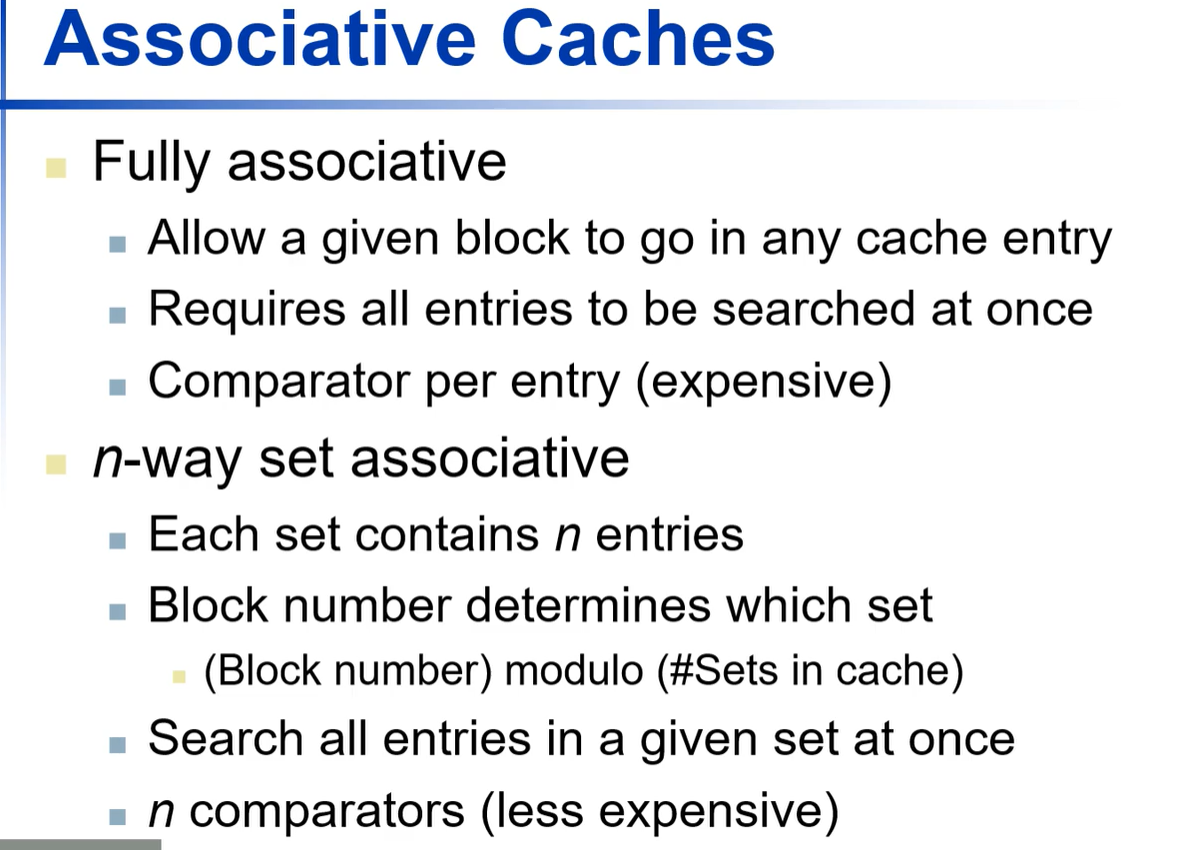 Associative Caches
Fully associative
Allow a given block to go in any cache entry
Requires all entries to be searched at once
Comparator per entry (expensive)
n-way set associative
Each set contains n entries
Block number determines which set
(Block number) modulo (#Sets in cache)
Search all entries in a given set at once
n comparators (less expensive)